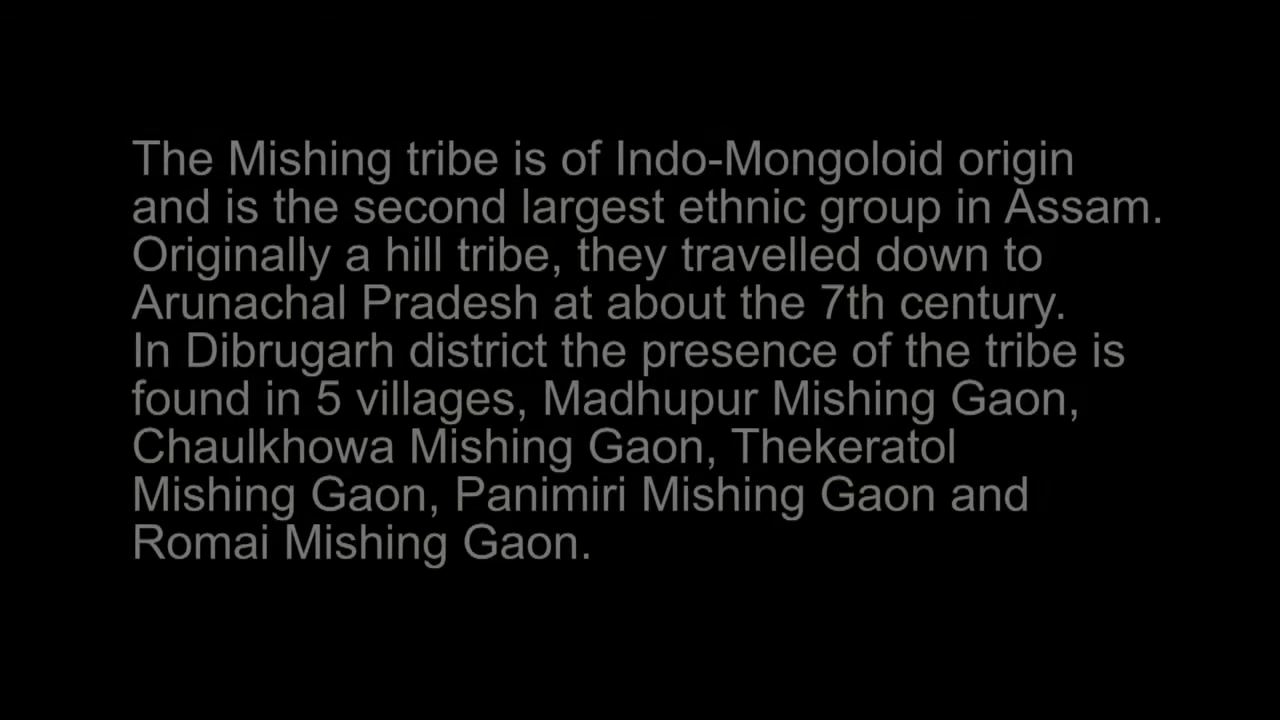 The Mishing tribe is of Indo-Mongoloid origin
and is the second largest ethnic group in Assam.
Originally a hill tribe, they travelled down to
Arunachal Pradesh at about the 7th century.
In Dibrugarh district the presence of the tribe is
found in 5 villages, Madhupur Mishing Gaon,
Chaulkhowa Mishing Gaon, Thekeratol
Mishing Gaon, Panimiri Mishing Gaon and
Romai Mishing Gaon.